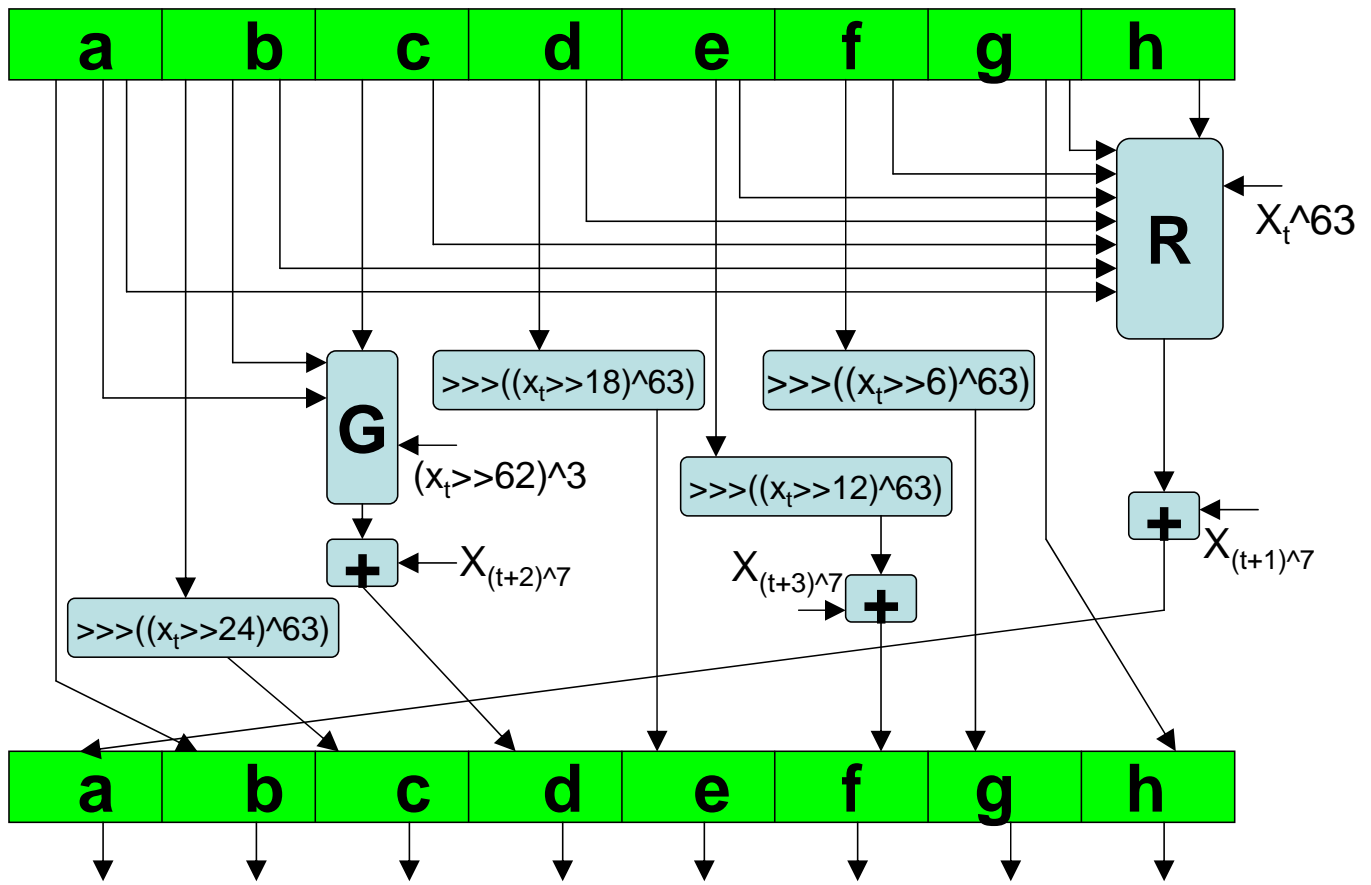 a b c d e f g h
X_t^63
R
>>>((x_t>>18)^63) >>>((x_t>>6)^63)
G
(x_t>>62)^3
>>>((x_t>>12)^63)
+ X_(t+2)^7
+ X_(t+1)^7
X_(t+3)^7 +
>>>((x_t>>24)^63)
a b c d e f g h